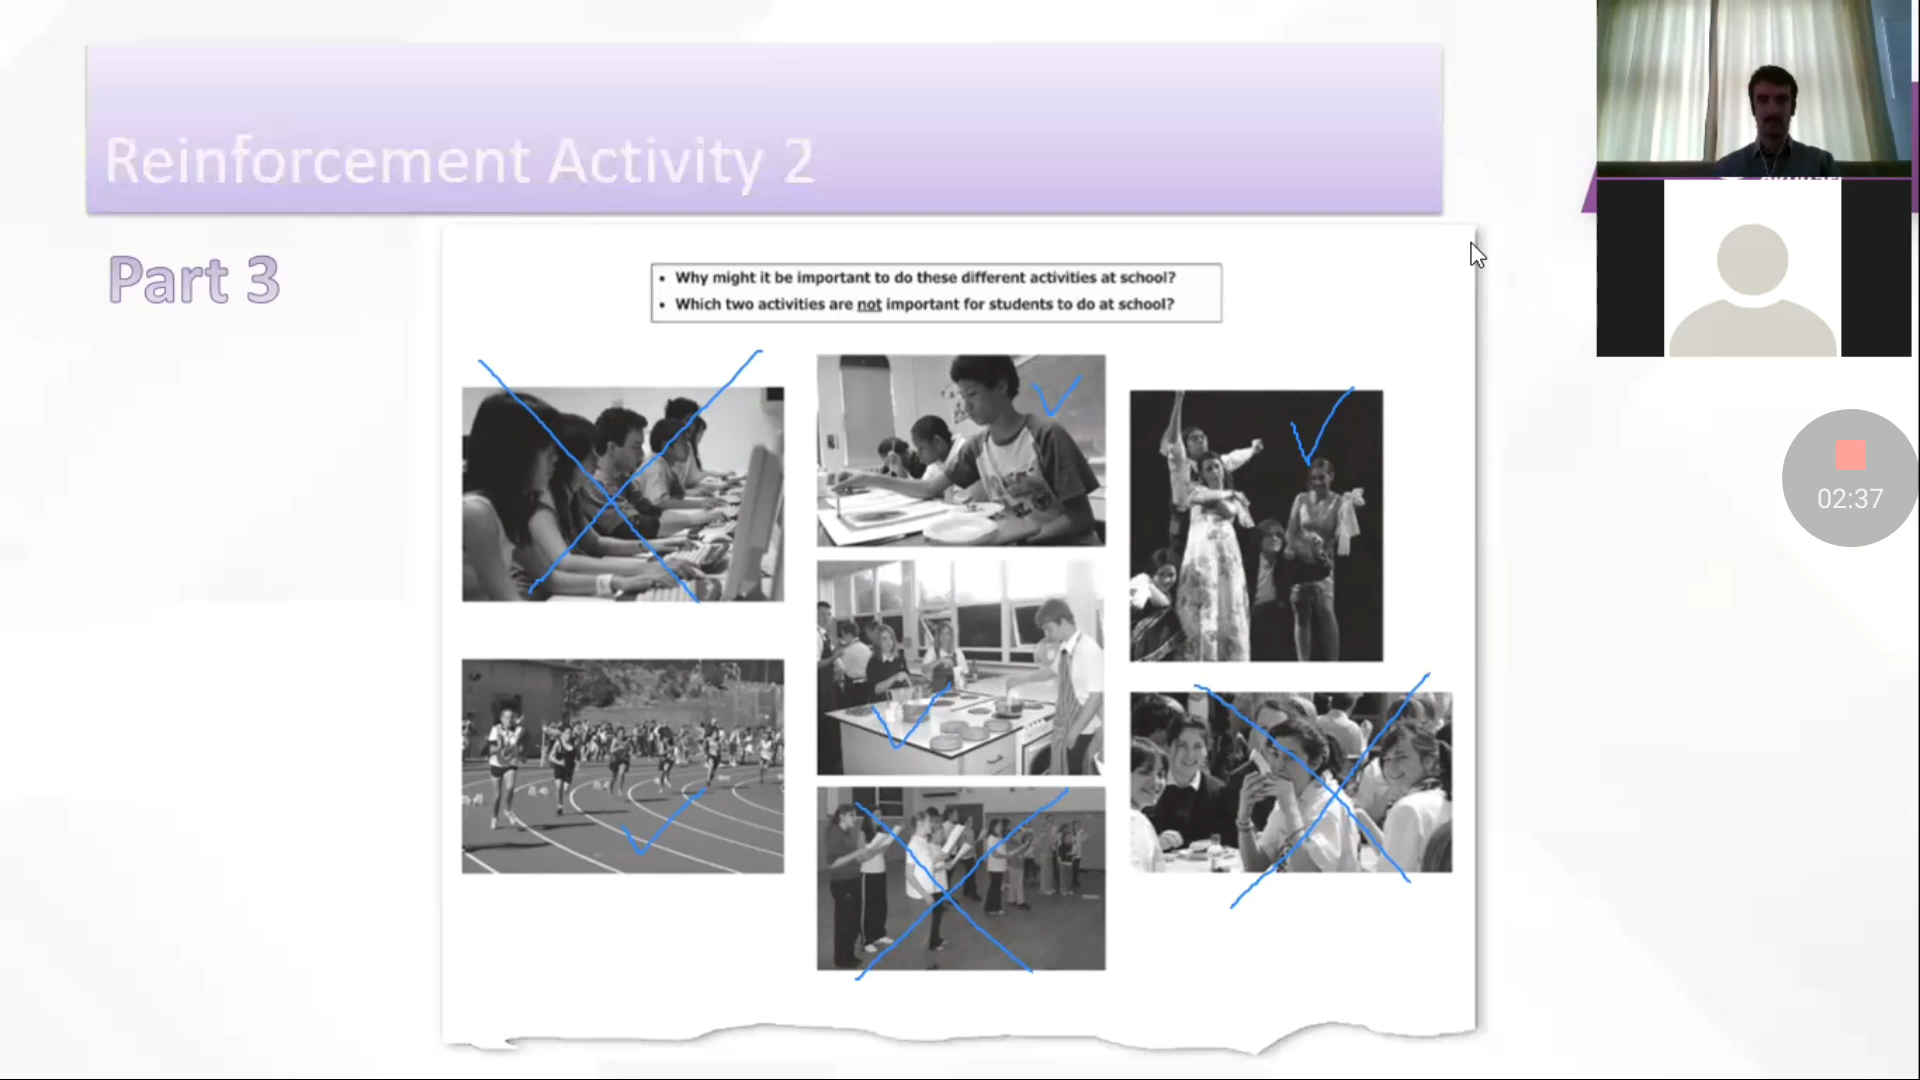 Reinforcement Activity 2
Part 3
• Why might it be important to do these different activities at school?
• Which two activities are not important for students to do at school?
02:37